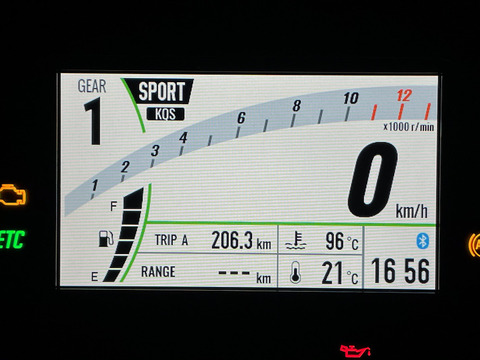 GEAR
1
SPORT
KQS
1 2 3 4 6 8 10 12
x1000 r/min
0 km/h
F
E
TRIP A 206.3 km
96 °C
RANGE --- km
21 °C
16 56
ETC